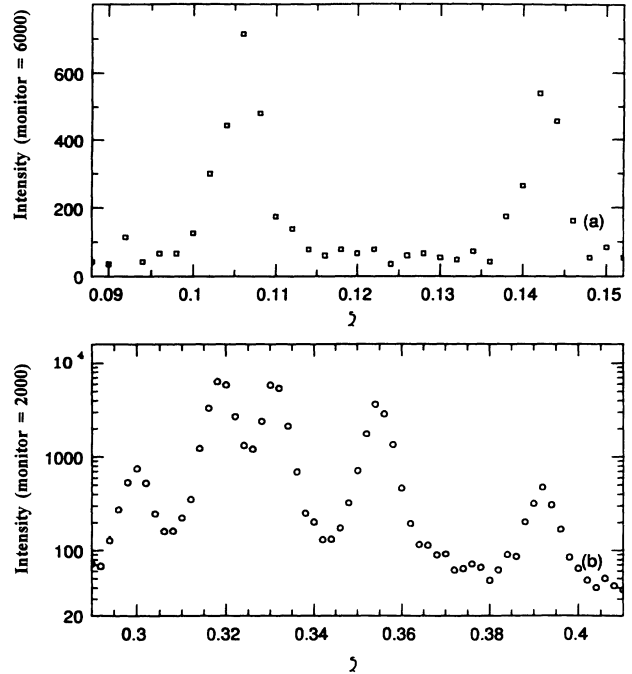 Intensity (monitor = 6000)
600
400
200
0
(a)
0.09 0.1 0.11 0.12 0.13 0.14 0.15
ζ
Intensity (monitor = 2000)
10⁴
1000
100
20
(b)
0.3 0.32 0.34 0.36 0.38 0.4
ζ